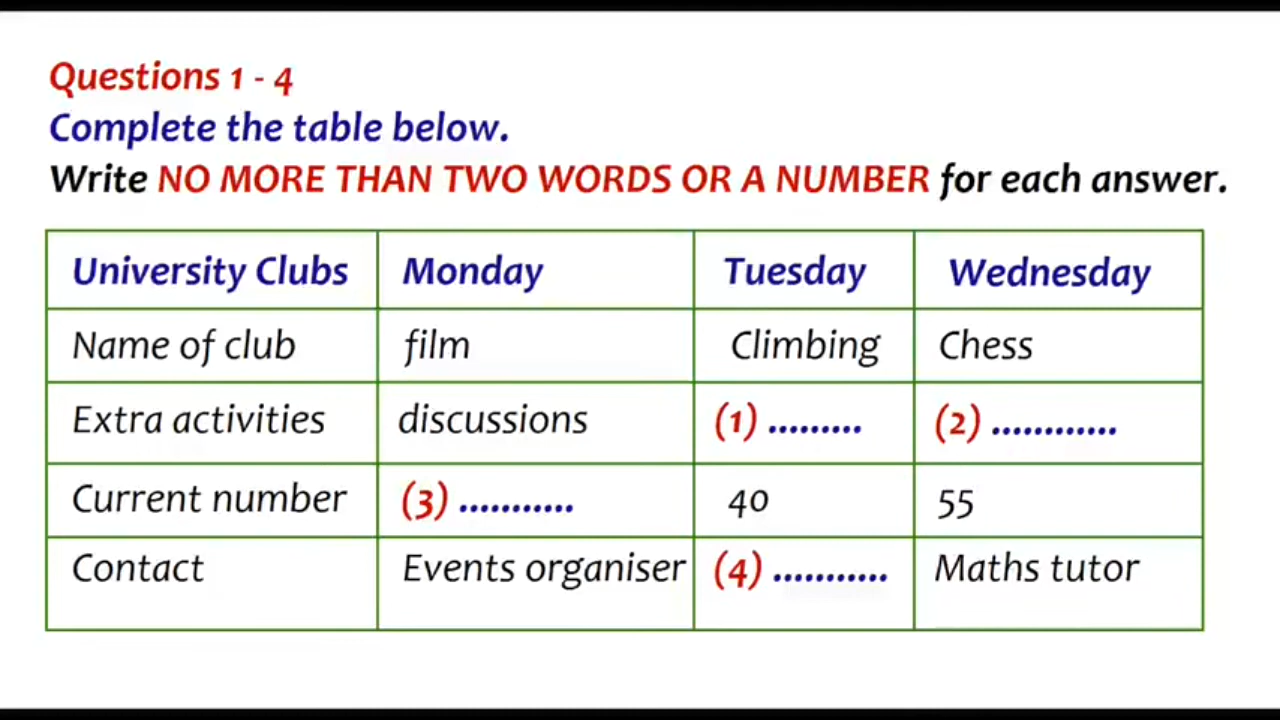 Questions 1 - 4
Complete the table below.
Write NO MORE THAN TWO WORDS OR A NUMBER for each answer.
University Clubs Monday Tuesday Wednesday
Name of club film Climbing Chess
Extra activities discussions (1) ......... (2) ............
Current number (3) ........... 40 55
Contact Events organiser (4) ........... Maths tutor